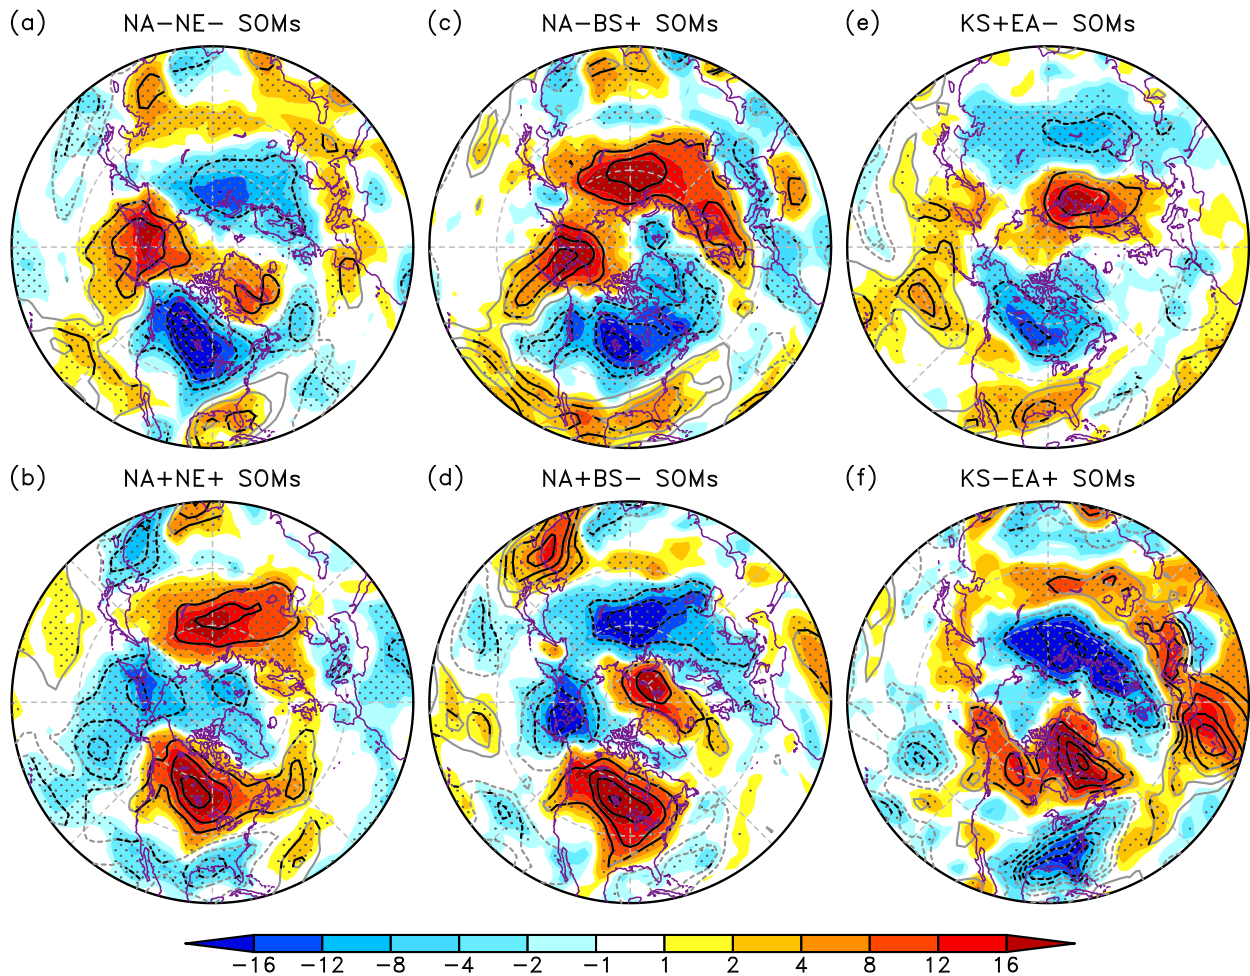 (a) NA−NE− SOMs
(c) NA−BS+ SOMs
(e) KS+EA− SOMs
(b) NA+NE+ SOMs
(d) NA+BS− SOMs
(f) KS−EA+ SOMs
−16 −12 −8 −4 −2 −1 1 2 4 8 12 16